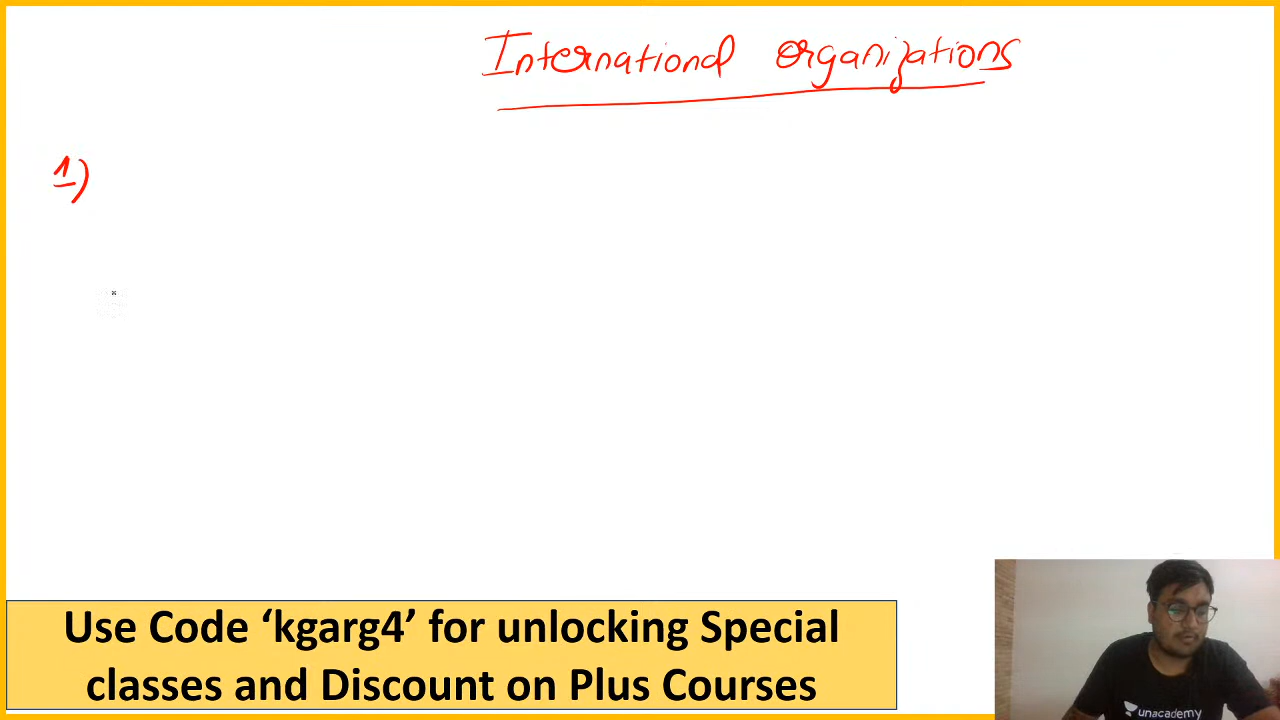 International organizations
1)
Use Code ‘kgarg4’ for unlocking Special
classes and Discount on Plus Courses
unacademy